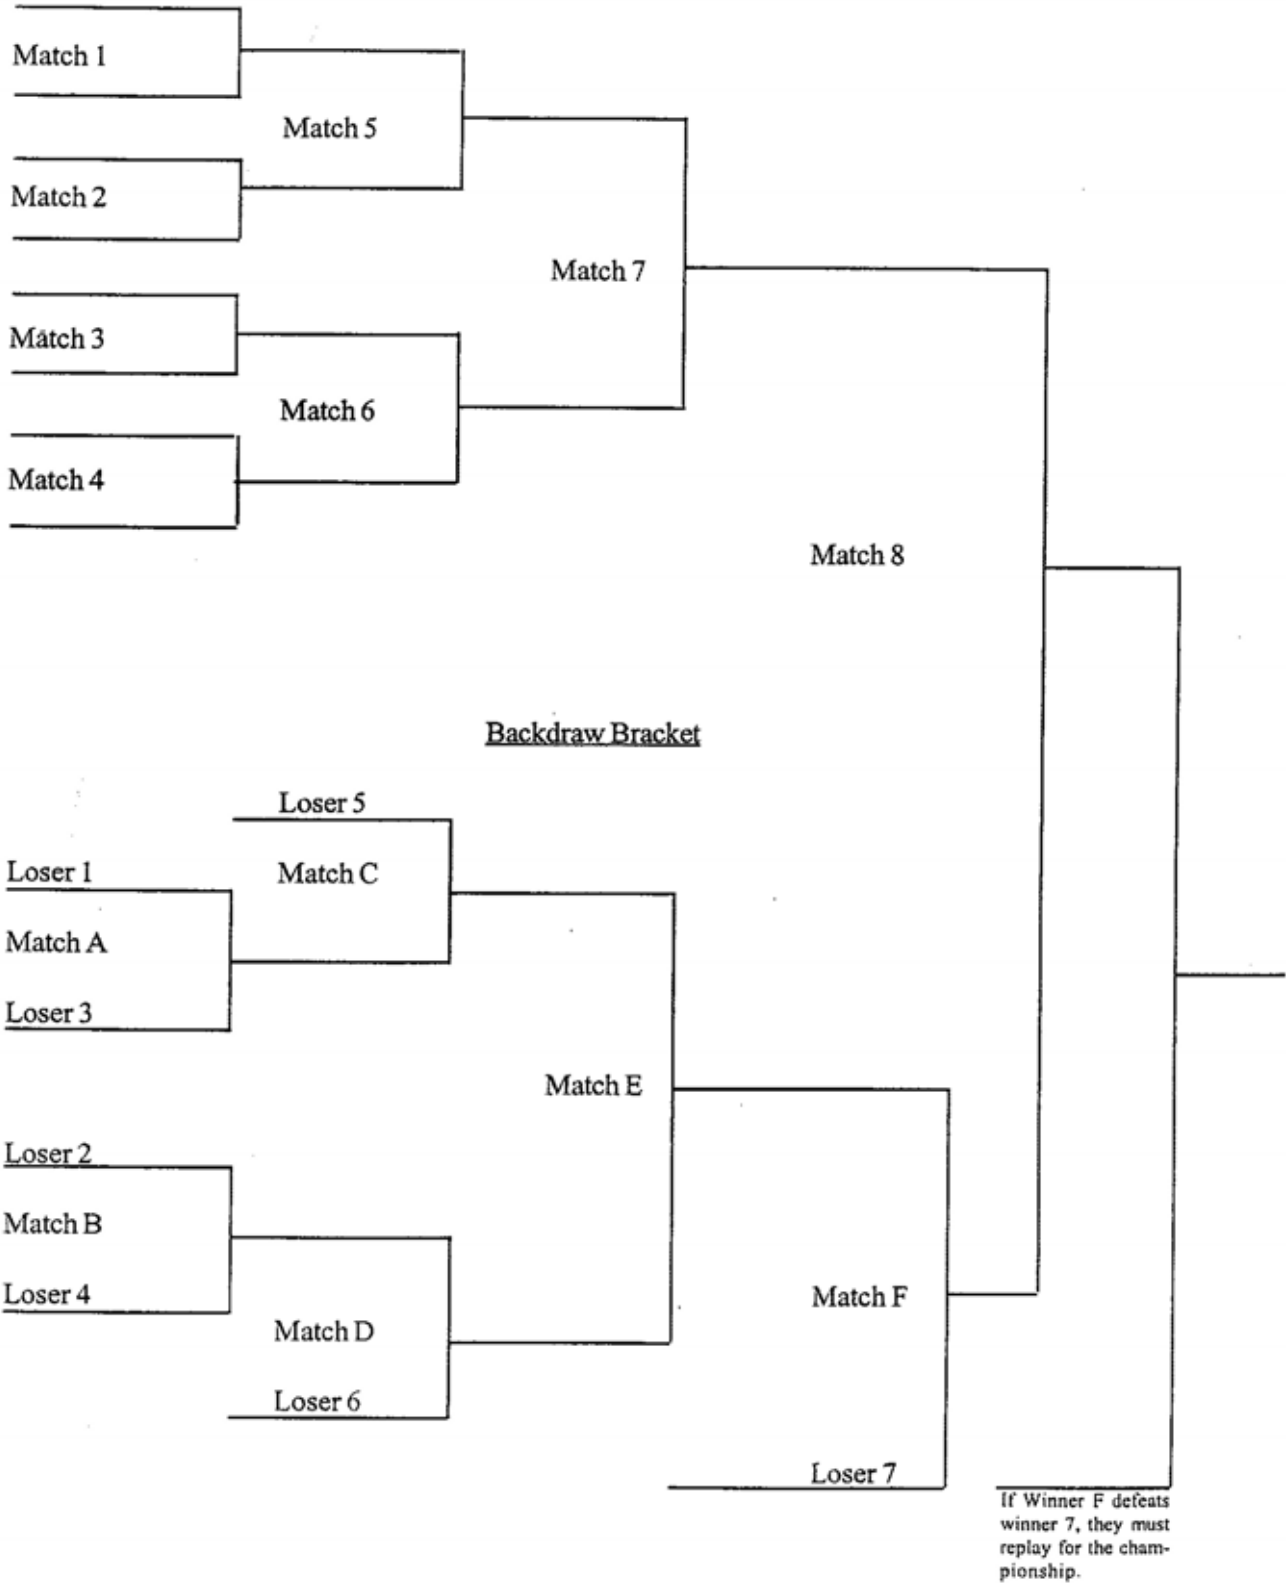 Match 1
Match 5
Match 2
Match 7
Match 3
Match 6
Match 4
Match 8
Backdraw Bracket
Loser 5
Loser 1
Match C
Match A
Loser 3
Match E
Loser 2
Match B
Loser 4
Match F
Match D
Loser 6
Loser 7
If Winner F defeats
winner 7, they must
replay for the cham-
pionship.